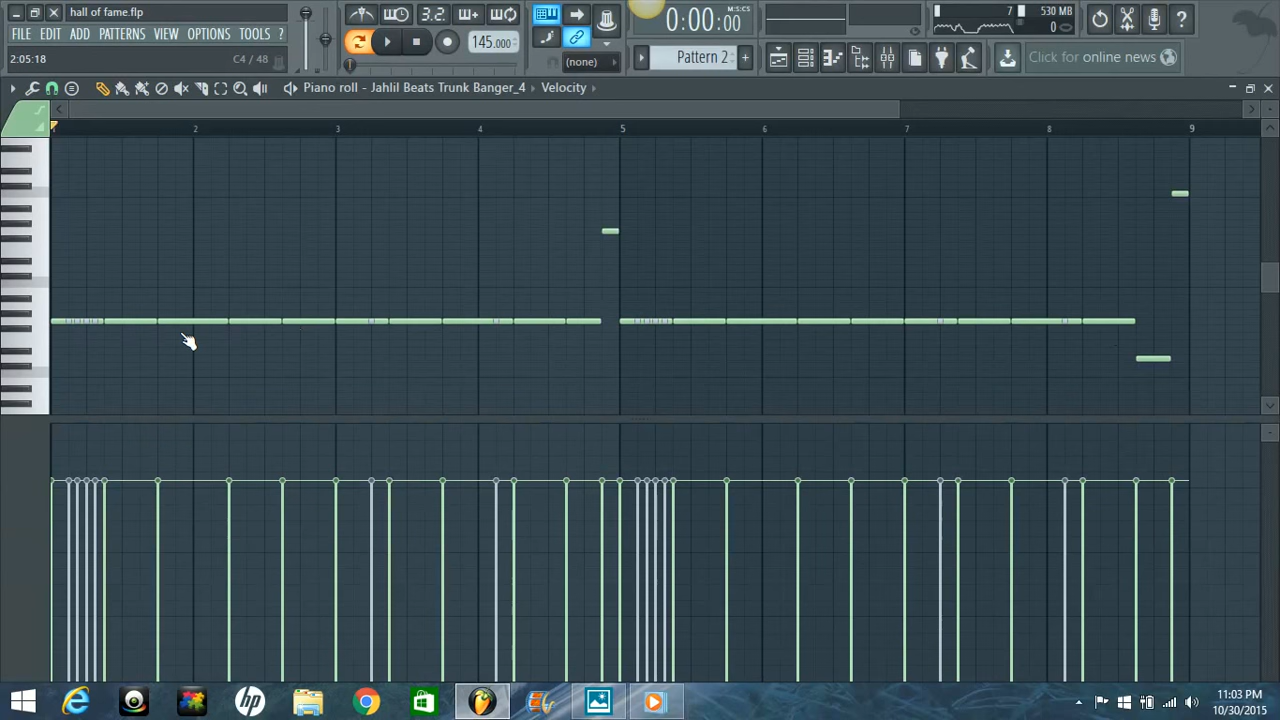 hall of fame.flp
FILE EDIT ADD PATTERNS VIEW OPTIONS TOOLS ?
2:05:18 C4 / 48
3.2.
145.000
(none)
0:00:00
M:S:CS
Pattern 2
7
530 MB
0
Click for online news
Piano roll - Jahlil Beats Trunk Banger_4 Velocity
2 3 4 5 6 7 8 9
11:03 PM
10/30/2015